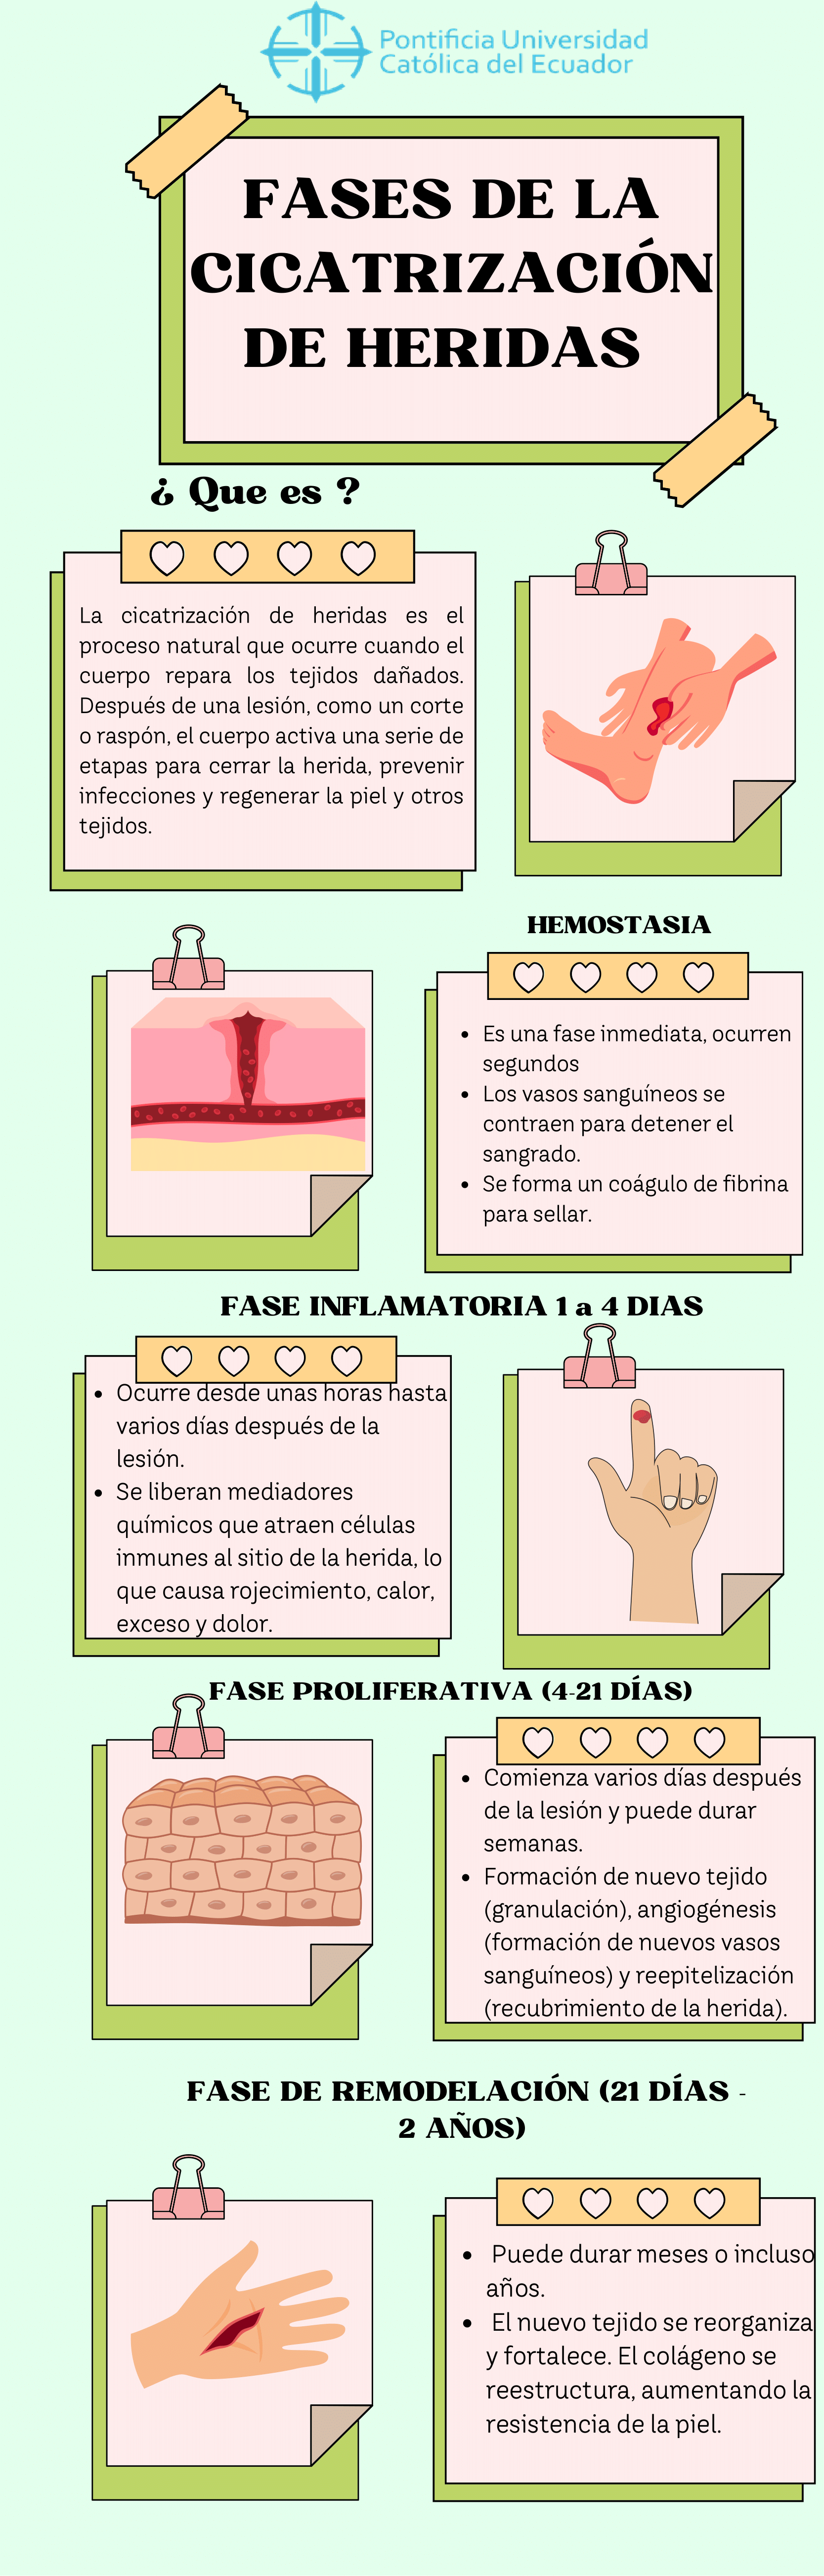 Pontificia Universidad
Católica del Ecuador
FASES DE LA
CICATRIZACIÓN
DE HERIDAS
¿ Que es ?
La cicatrización de heridas es el
proceso natural que ocurre cuando el
cuerpo repara los tejidos dañados.
Después de una lesión, como un corte
o raspón, el cuerpo activa una serie de
etapas para cerrar la herida, prevenir
infecciones y regenerar la piel y otros
tejidos.
HEMOSTASIA
• Es una fase inmediata, ocurren
segundos
• Los vasos sanguíneos se
contraen para detener el
sangrado.
• Se forma un coágulo de fibrina
para sellar.
FASE INFLAMATORIA 1 a 4 DIAS
• Ocurre desde unas horas hasta
varios días después de la
lesión.
• Se liberan mediadores
químicos que atraen células
inmunes al sitio de la herida, lo
que causa rojecimiento, calor,
exceso y dolor.
FASE PROLIFERATIVA (4-21 DÍAS)
• Comienza varios días después
de la lesión y puede durar
semanas.
• Formación de nuevo tejido
(granulación), angiogénesis
(formación de nuevos vasos
sanguíneos) y reepitelización
(recubrimiento de la herida).
FASE DE REMODELACIÓN (21 DÍAS -
2 AÑOS)
• Puede durar meses o incluso
años.
• El nuevo tejido se reorganiza
y fortalece. El colágeno se
reestructura, aumentando la
resistencia de la piel.